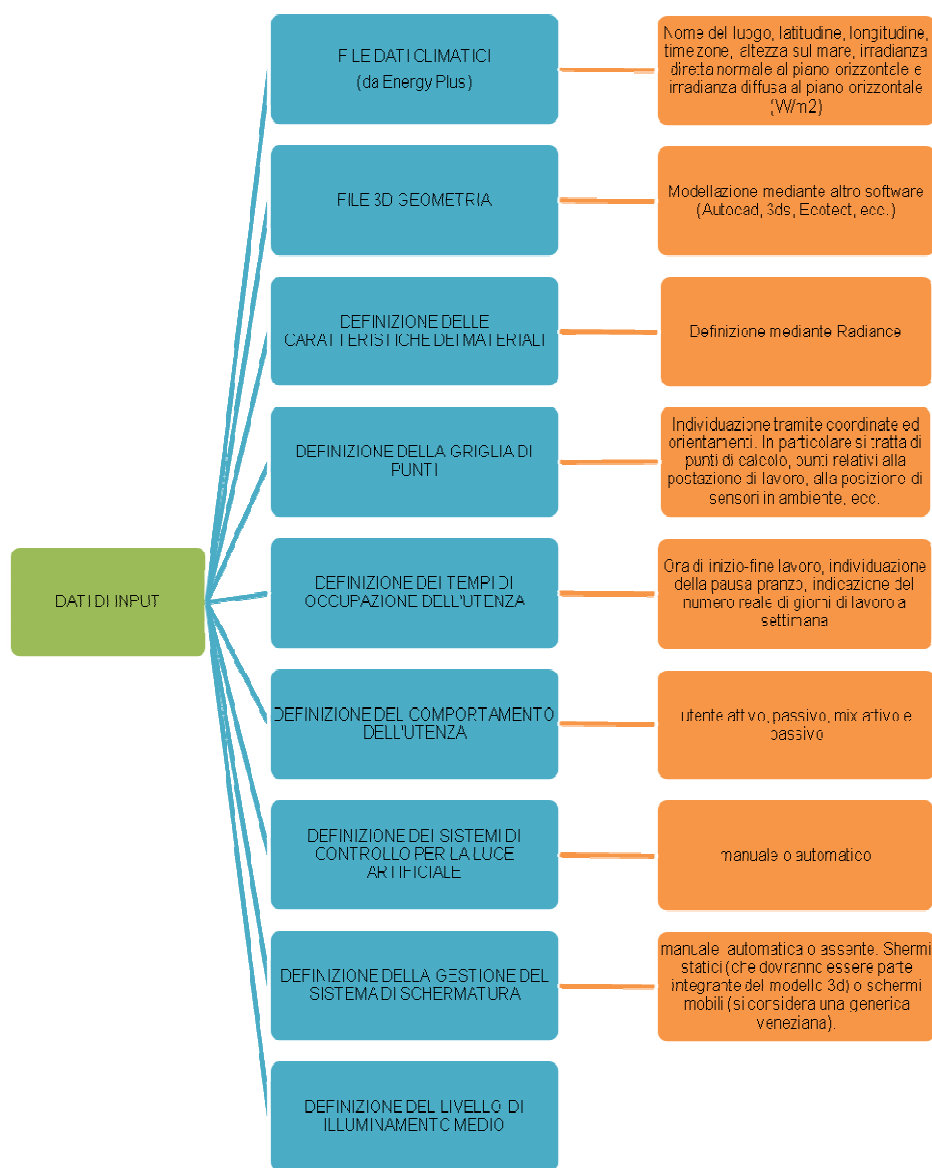 DATI DI INPUT
FILE DATI CLIMATICI
(da Energy Plus)
Nome del luogo, latitudine, longitudine,
time zone, altezza sul mare, irradianza
diretta normale al piano orizzontale e
irradianza diffusa al piano orizzontale
(W/m2)
FILE 3D GEOMETRIA
Modellazione mediante altro software
(Autocad, 3ds, Ecotect, ecc.)
DEFINIZIONE DELLE
CARATTERISTICHE DEI MATERIALI
Definizione mediante Radiance
DEFINIZIONE DELLA GRIGLIA DI
PUNTI
Individuazione tramite coordinate ed
orientamenti. In particolare si tratta di
punti di calcolo, punti relativi alla
postazione di lavoro, alla posizione di
sensori in ambiente, ecc.
DEFINIZIONE DEI TEMPI DI
OCCUPAZIONE DELL'UTENZA
Ora di inizio-fine lavoro, individuazione
della pausa pranzo, indicazione del
numero reale di giorni di lavoro a
settimana
DEFINIZIONE DEL COMPORTAMENTO
DELL'UTENZA
utente attivo, passivo, mix attivo e
passivo
DEFINIZIONE DEI SISTEMI DI
CONTROLLO PER LA LUCE
ARTIFICIALE
manuale o automatico
DEFINIZIONE DELLA GESTIONE DEL
SISTEMA DI SCHERMATURA
manuale, automatica o assente. Shermi
statici (che dovranno essere parte
integrante del modello 3d) o schermi
mobili (si considera una generica
veneziana).
DEFINIZIONE DEL LIVELLO DI
ILLUMINAMENTO MEDIO